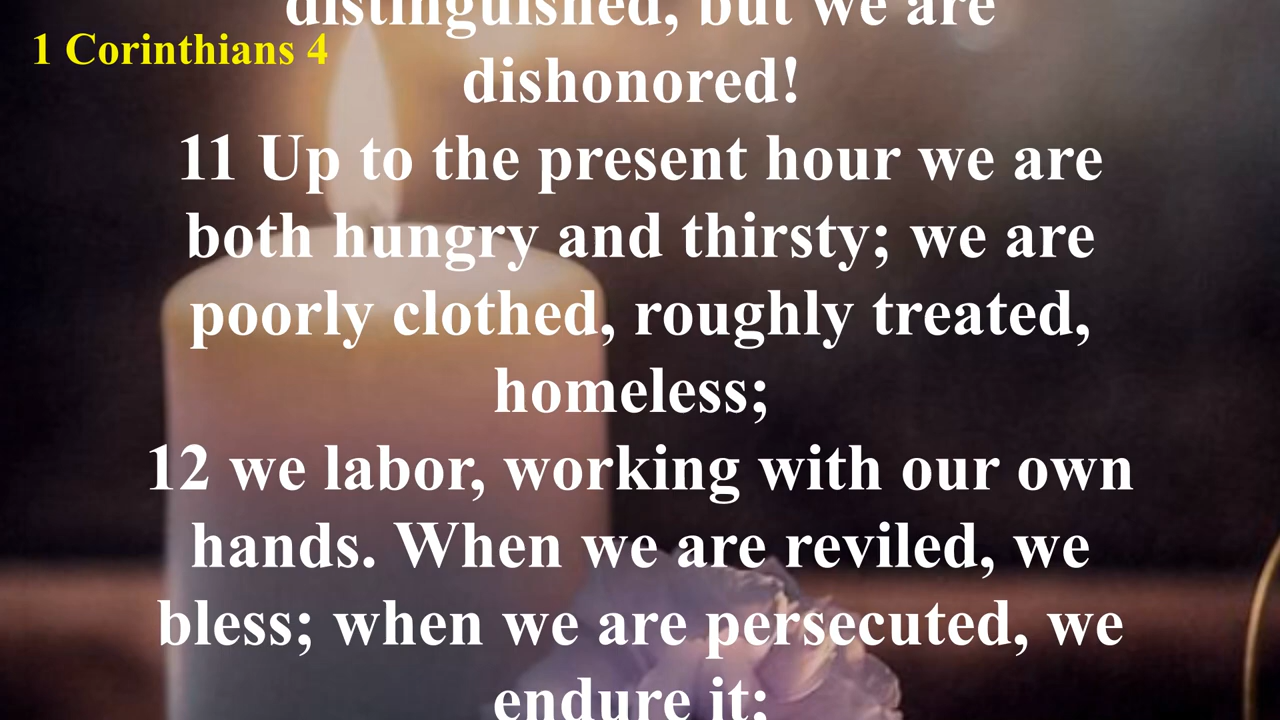 distinguished, but we are
1 Corinthians 4
dishonored!
11 Up to the present hour we are
both hungry and thirsty; we are
poorly clothed, roughly treated,
homeless;
12 we labor, working with our own
hands. When we are reviled, we
bless; when we are persecuted, we
endure it;